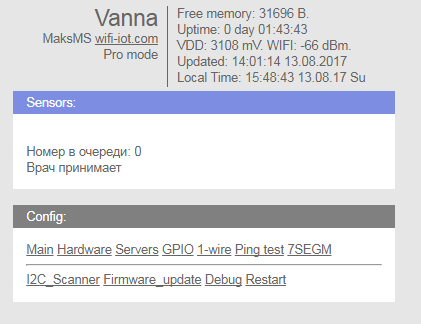 Vanna
MaksMS wifi-iot.com
Pro mode
Free memory: 31696 B.
Uptime: 0 day 01:43:43
VDD: 3108 mV. WIFI: -66 dBm.
Updated: 14:01:14 13.08.2017
Local Time: 15:48:43 13.08.17 Su
Sensors:
Номер в очереди: 0
Врач принимает
Config:
Main Hardware Servers GPIO 1-wire Ping test 7SEGM
I2C_Scanner Firmware_update Debug Restart